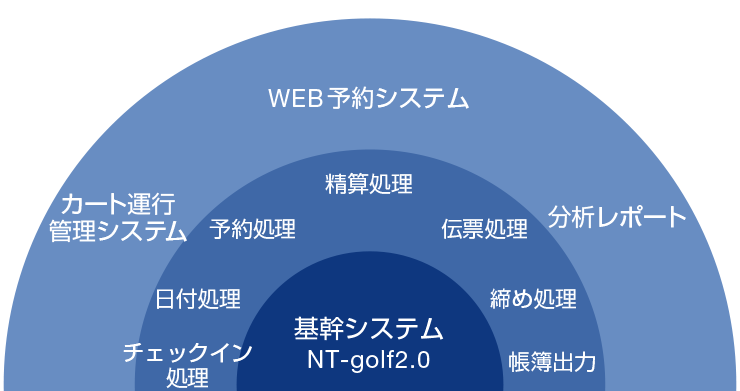 WEB予約システム
カート運行
管理システム
分析レポート
精算処理
予約処理
伝票処理
日付処理
締め処理
チェックイン
処理
帳簿出力
基幹システム
NT-golf2.0